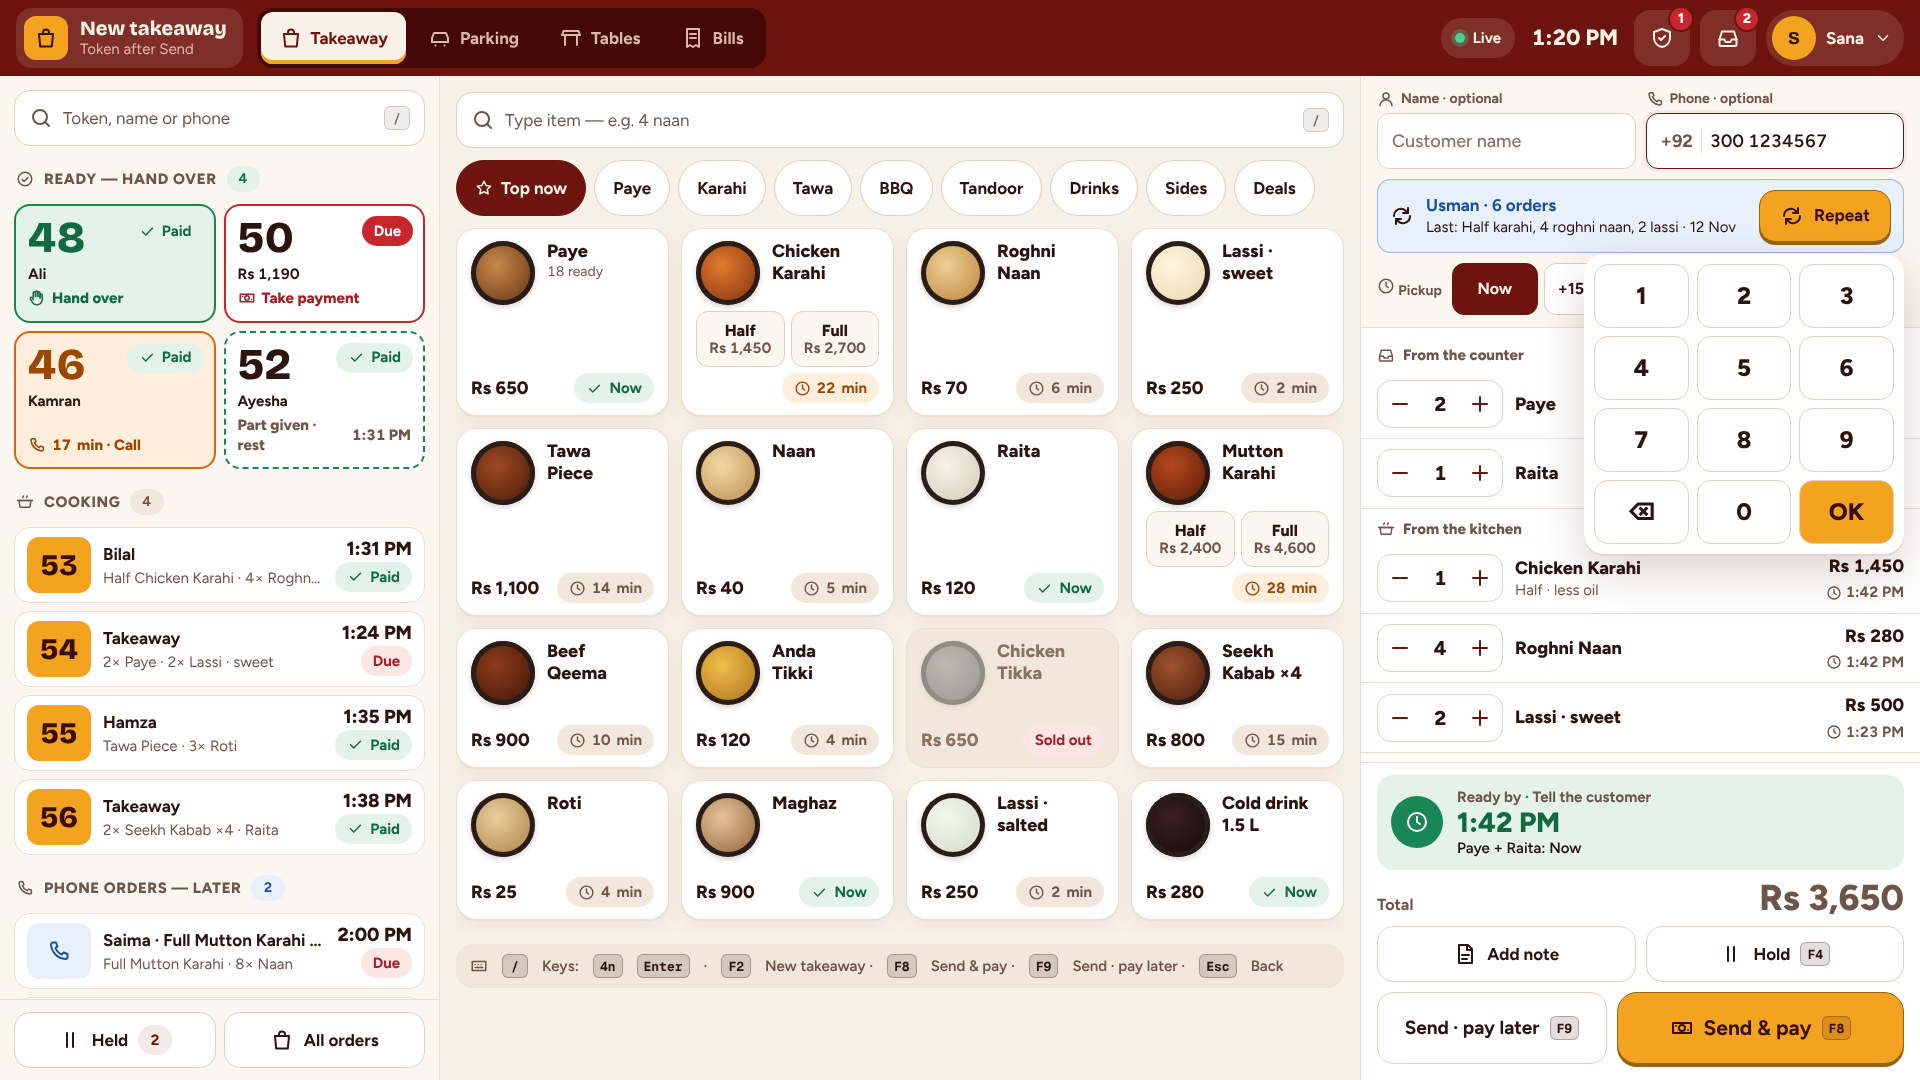 New takeaway
Token after Send
Takeaway
Parking
Tables
Bills
Live
1:20 PM
1
2
S
Sana
Token, name or phone
/
READY — HAND OVER 4
48
Paid
Ali
Hand over
50
Due
Rs 1,190
Take payment
46
Paid
Kamran
17 min · Call
52
Paid
Ayesha
Part given · rest
1:31 PM
COOKING 4
53
Bilal
1:31 PM
Half Chicken Karahi · 4× Roghn...
Paid
54
Takeaway
1:24 PM
2× Paye · 2× Lassi · sweet
Due
55
Hamza
1:35 PM
Tawa Piece · 3× Roti
Paid
56
Takeaway
1:38 PM
2× Seekh Kabab ×4 · Raita
Paid
PHONE ORDERS — LATER 2
Saima · Full Mutton Karahi ...
2:00 PM
Full Mutton Karahi · 8× Naan
Due
Held 2
All orders
Type item — e.g. 4 naan
/
Top now
Paye
Karahi
Tawa
BBQ
Tandoor
Drinks
Sides
Deals
Paye
18 ready
Rs 650
Now
Chicken Karahi
Half
Rs 1,450
Full
Rs 2,700
22 min
Roghni Naan
Rs 70
6 min
Lassi · sweet
Rs 250
2 min
Tawa Piece
Rs 1,100
14 min
Naan
Rs 40
5 min
Raita
Rs 120
Now
Mutton Karahi
Half
Rs 2,400
Full
Rs 4,600
28 min
Beef Qeema
Rs 900
10 min
Anda Tikki
Rs 120
4 min
Chicken Tikka
Rs 650
Sold out
Seekh Kabab ×4
Rs 800
15 min
Roti
Rs 25
4 min
Maghaz
Rs 900
Now
Lassi · salted
Rs 250
2 min
Cold drink 1.5 L
Rs 280
Now
/ Keys: 4n Enter · F2 New takeaway · F8 Send & pay · F9 Send · pay later · Esc Back
Name · optional
Customer name
Phone · optional
+92 300 1234567
Usman · 6 orders
Last: Half karahi, 4 roghni naan, 2 lassi · 12 Nov
Repeat
Pickup
Now
+15
1 2 3
4 5 6
7 8 9
0 OK
From the counter
− 2 + Paye
− 1 + Raita
From the kitchen
− 1 + Chicken Karahi
Rs 1,450
Half · less oil
1:42 PM
− 4 + Roghni Naan
Rs 280
1:42 PM
− 2 + Lassi · sweet
Rs 500
1:23 PM
Ready by · Tell the customer
1:42 PM
Paye + Raita: Now
Total
Rs 3,650
Add note
Hold F4
Send · pay later F9
Send & pay F8